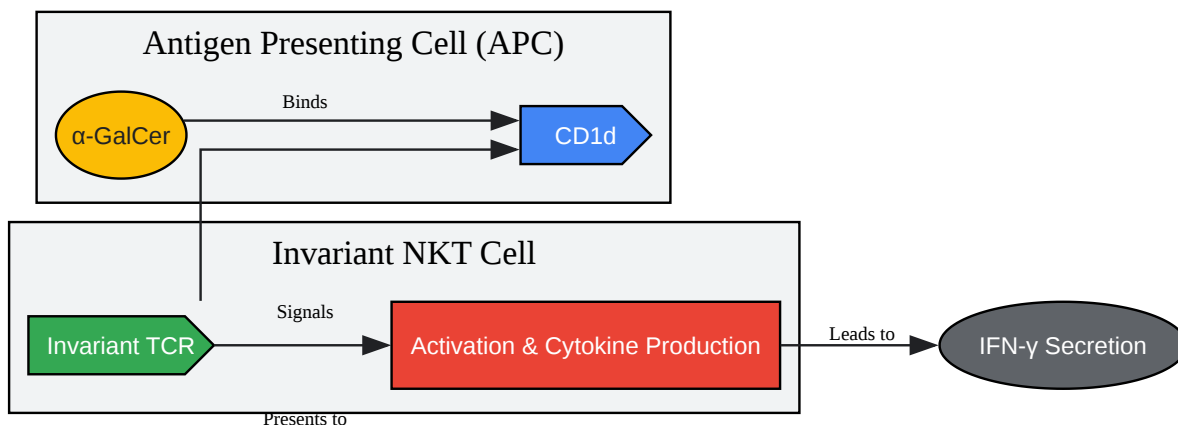 Antigen Presenting Cell (APC)
Binds
α-GalCer
CD1d
Invariant NKT Cell
Signals
Invariant TCR
Activation & Cytokine Production
Leads to
IFN-γ Secretion
Presents to